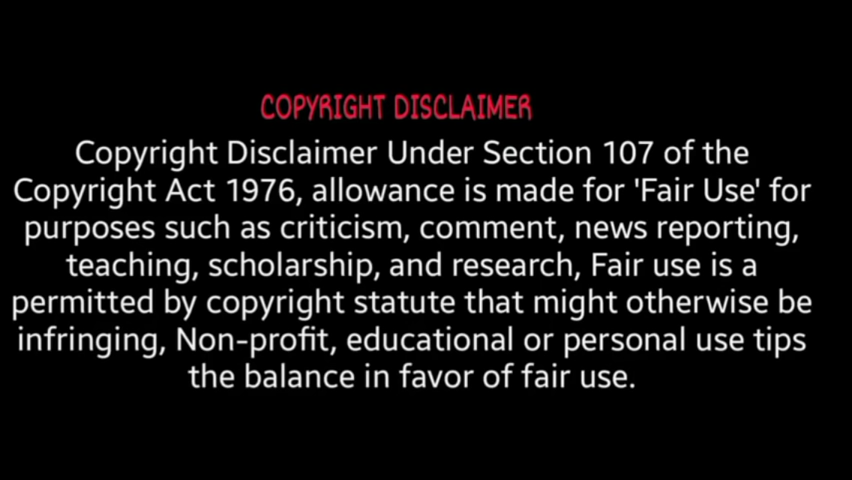 COPYRIGHT DISCLAIMER
Copyright Disclaimer Under Section 107 of the
Copyright Act 1976, allowance is made for 'Fair Use' for
purposes such as criticism, comment, news reporting,
teaching, scholarship, and research, Fair use is a
permitted by copyright statute that might otherwise be
infringing, Non-profit, educational or personal use tips
the balance in favor of fair use.